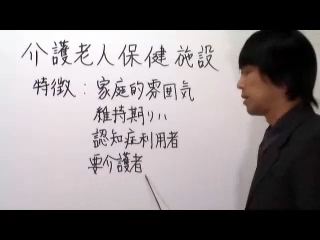 介護老人保健施設
特徴：家庭的雰囲気
維持期リハ
認知症利用者
要介護者